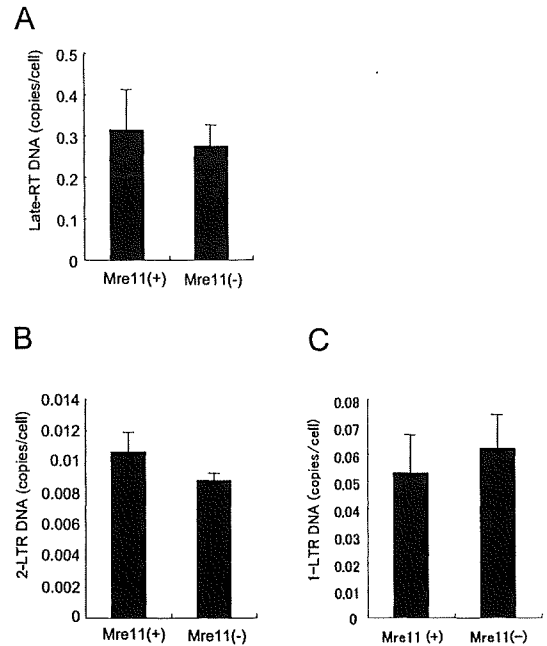 A
Late-RT DNA (copies/cell)
0.5
0.4
0.3
0.2
0.1
0
Mre11(+) Mre11(-)
B
2-LTR DNA (copies/cell)
0.014
0.012
0.01
0.008
0.006
0.004
0.002
0
Mre11(+) Mre11(-)
C
1-LTR DNA (copies/cell)
0.08
0.07
0.06
0.05
0.04
0.03
0.02
0.01
0
Mre11 (+) Mre11(-)